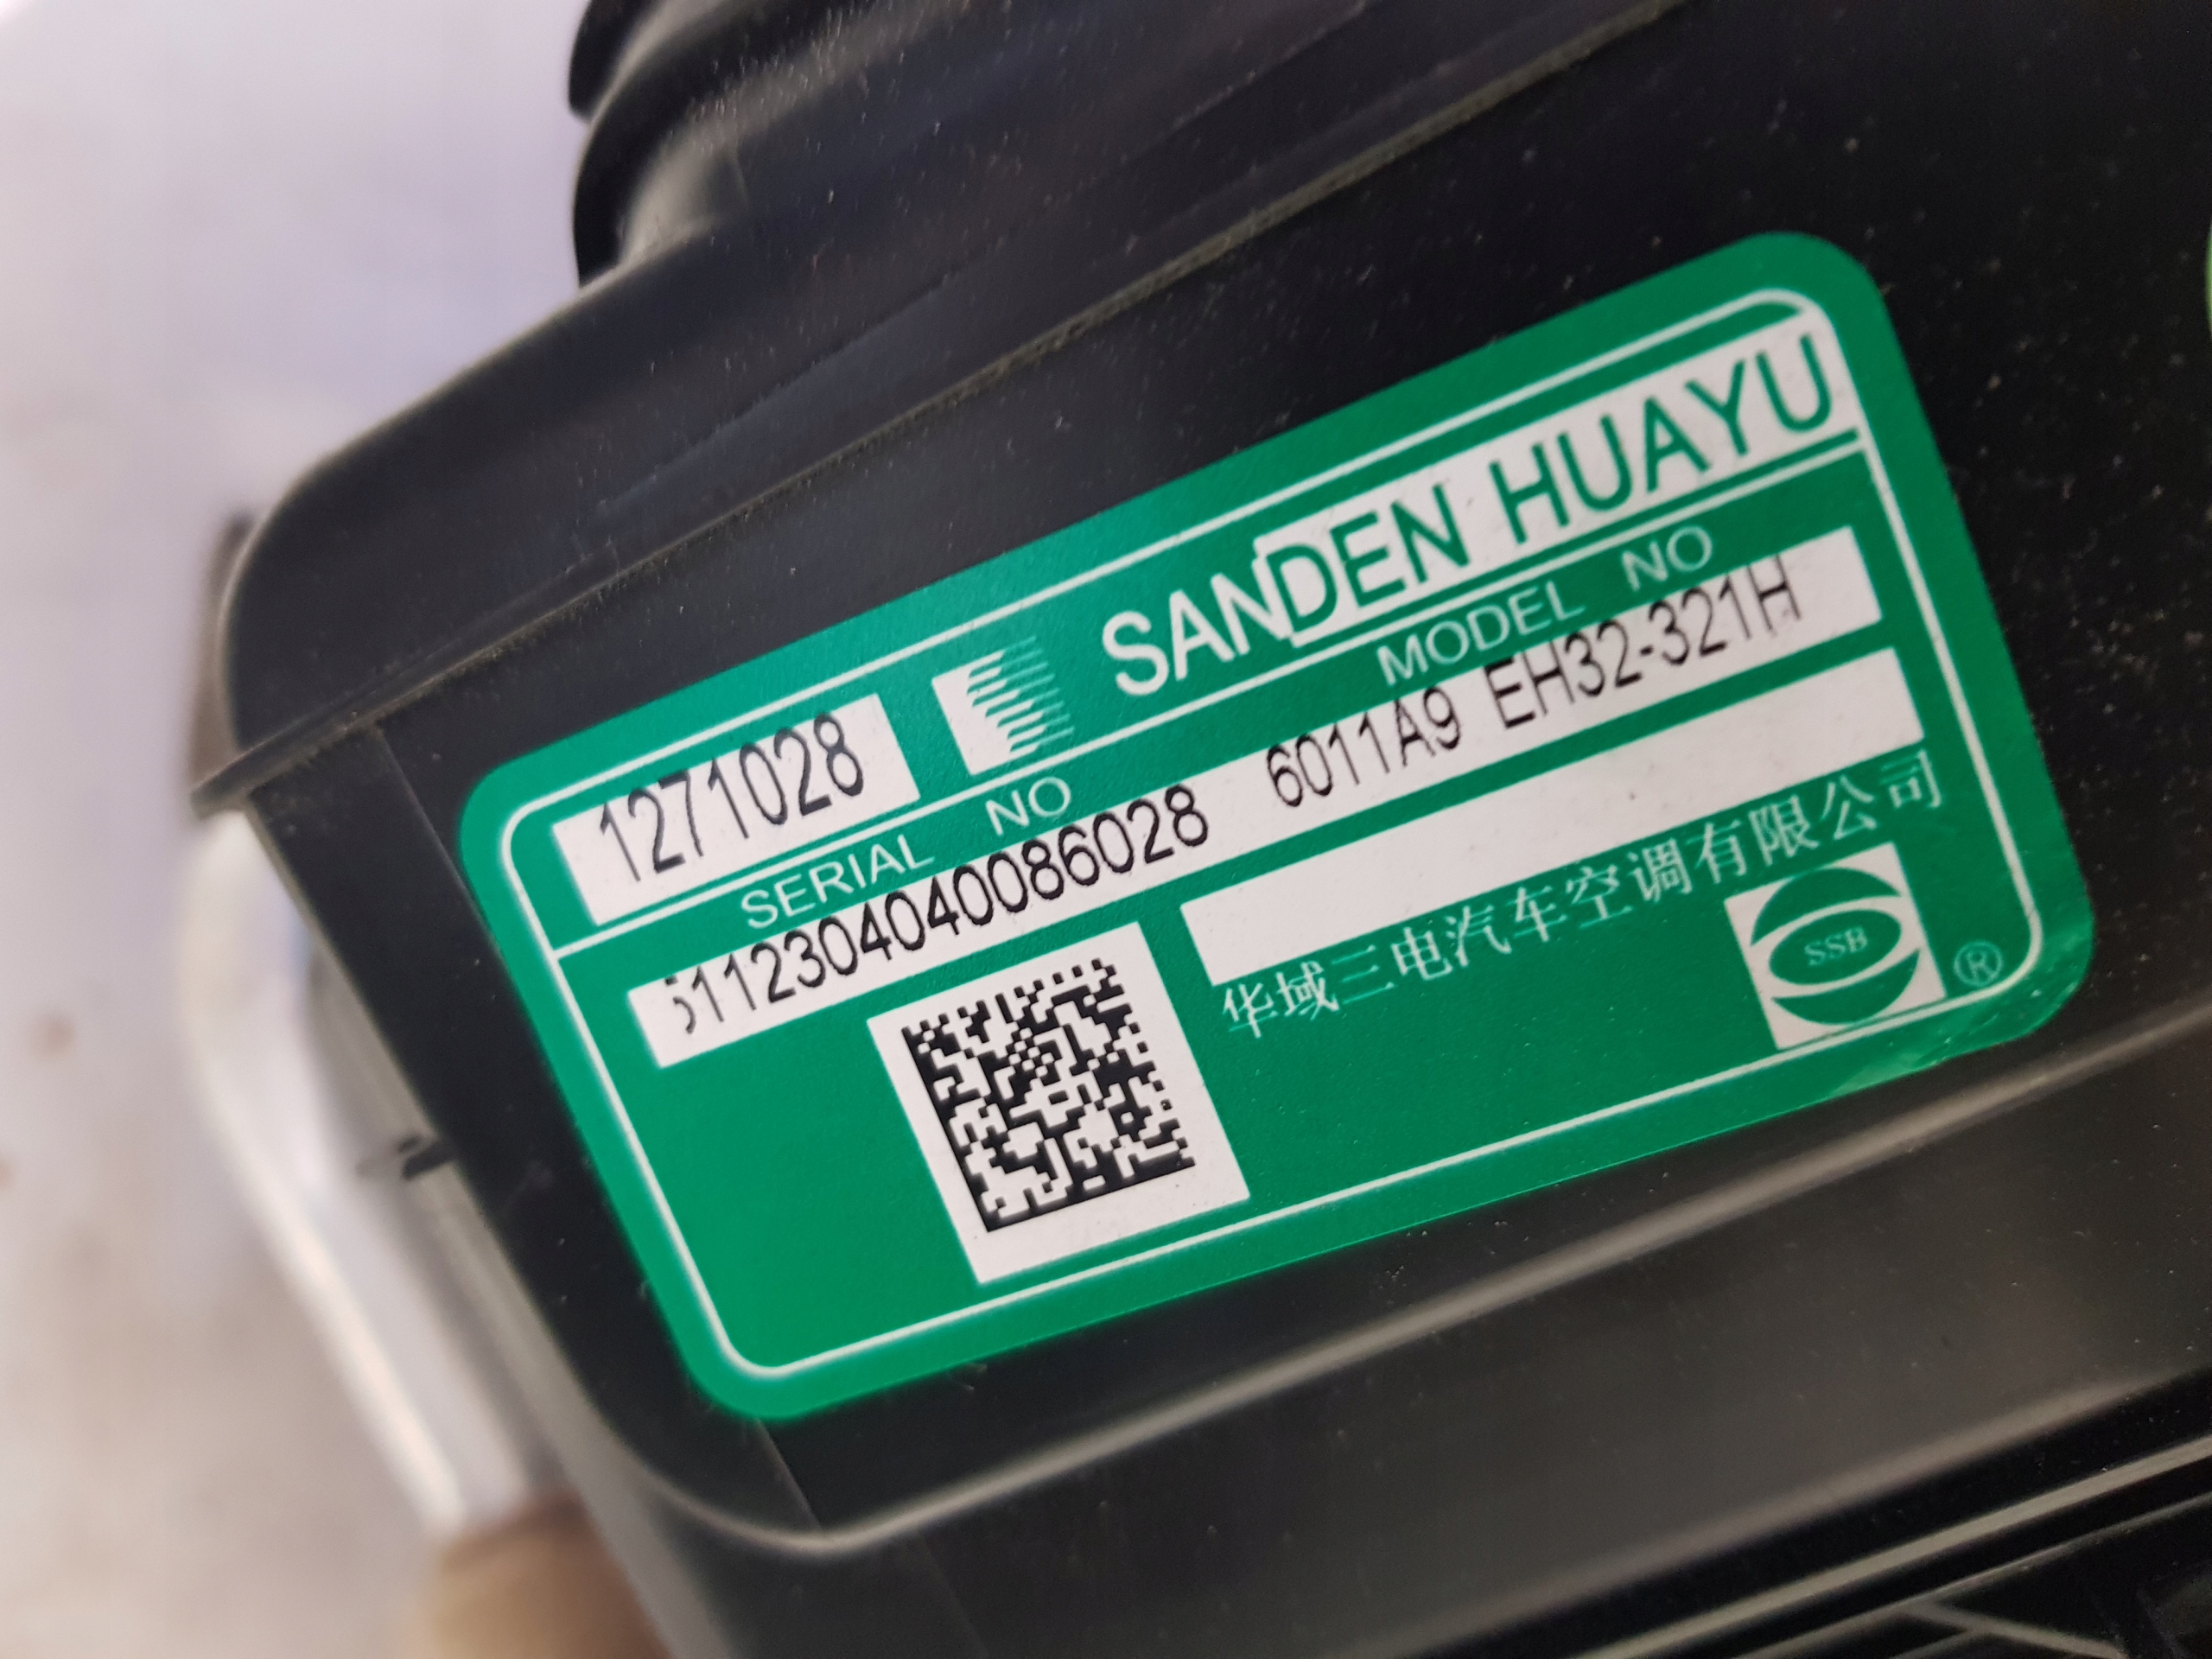 1271028 SANDEN HUAYU
SERIAL NO MODEL NO
5112304040086028 6011A9 EH32-321H
华域三电汽车空调有限公司
SSB ®